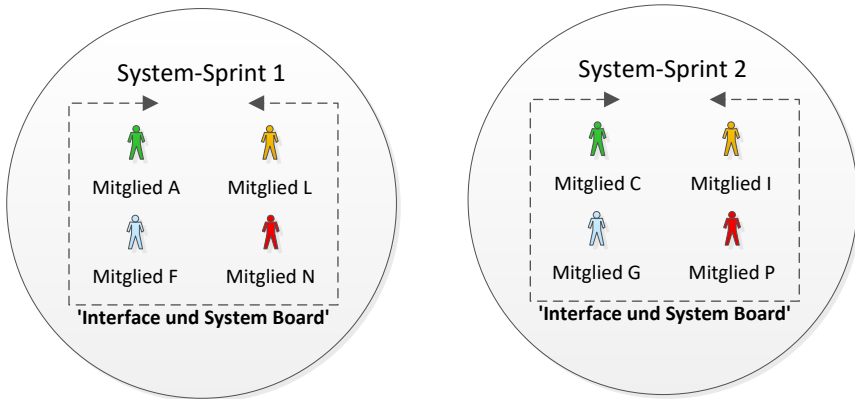 System-Sprint 1
Mitglied A
Mitglied L
Mitglied F
Mitglied N
'Interface und System Board'
System-Sprint 2
Mitglied C
Mitglied I
Mitglied G
Mitglied P
'Interface und System Board'